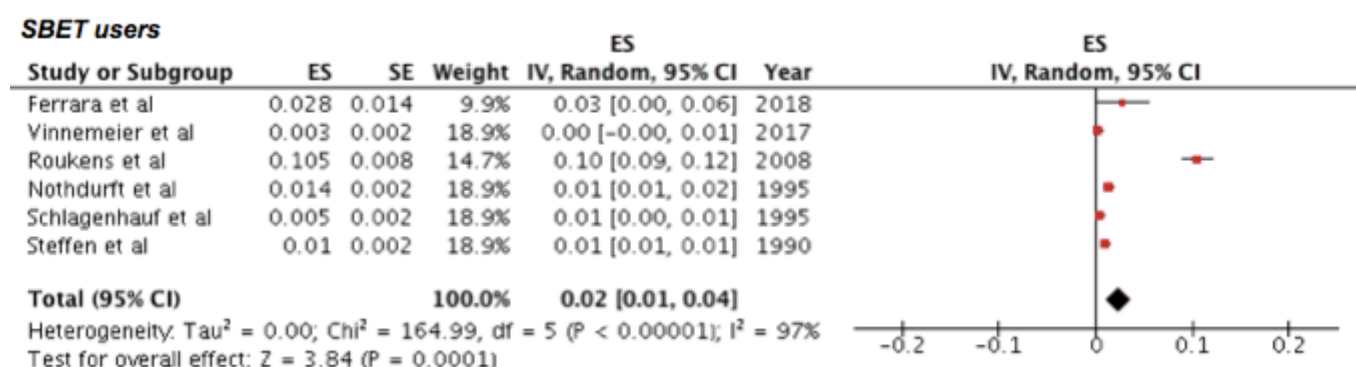 SBET users
ES ES
Study or Subgroup ES SE Weight IV, Random, 95% CI Year IV, Random, 95% CI
Ferrara et al 0.028 0.014 9.9% 0.03 [0.00, 0.06] 2018
Vinnemeier et al 0.003 0.002 18.9% 0.00 [-0.00, 0.01] 2017
Roukens et al 0.105 0.008 14.7% 0.10 [0.09, 0.12] 2008
Nothdurft et al 0.014 0.002 18.9% 0.01 [0.01, 0.02] 1995
Schlagenhauf et al 0.005 0.002 18.9% 0.01 [0.00, 0.01] 1995
Steffen et al 0.01 0.002 18.9% 0.01 [0.01, 0.01] 1990
Total (95% CI) 100.0% 0.02 [0.01, 0.04]
Heterogeneity: Tau² = 0.00; Chi² = 164.99, df = 5 (P < 0.00001); I² = 97%
-0.2 -0.1 0 0.1 0.2
Test for overall effect: Z = 3.84 (P = 0.0001)